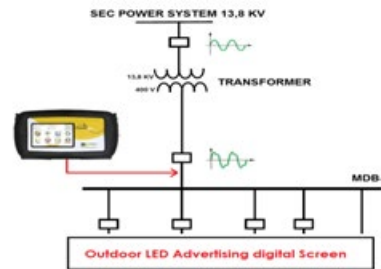 SEC POWER SYSTEM 13,8 KV
13,8 KV
400 V
TRANSFORMER
MDB
Outdoor LED Advertising digital Screen